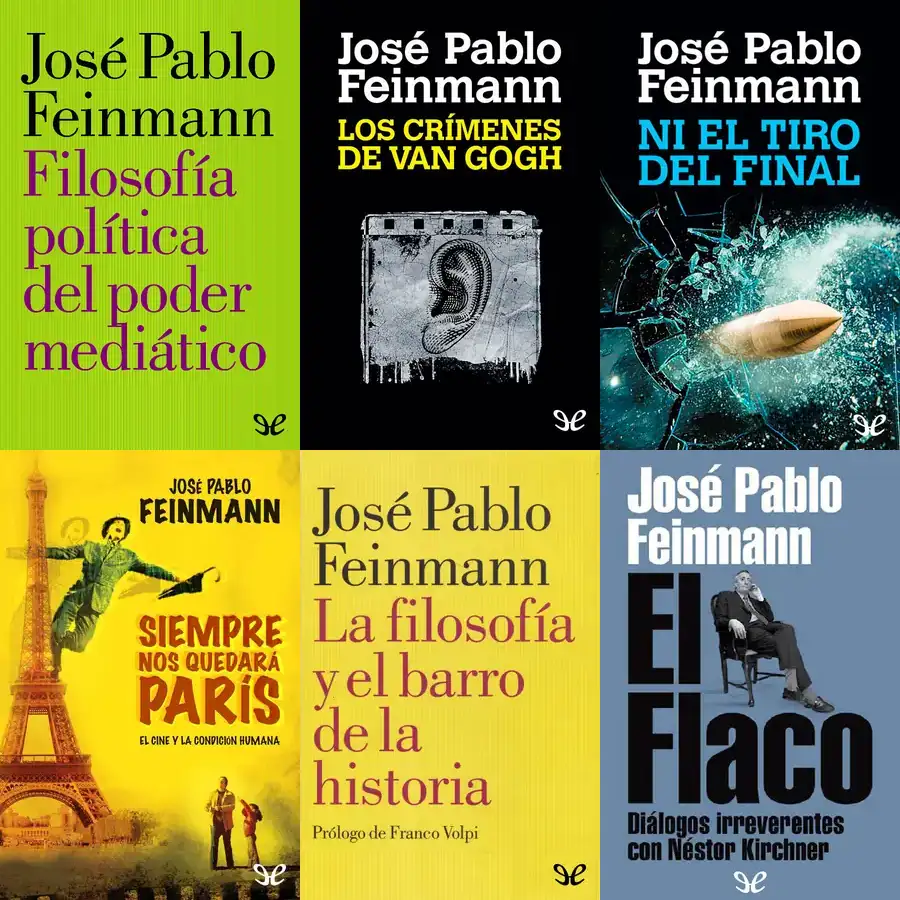 José Pablo
Feinmann
Filosofía
política
del poder
mediático
José Pablo
Feinmann
LOS CRÍMENES
DE VAN GOGH
José Pablo
Feinmann
NI EL TIRO
DEL FINAL
JOSÉ PABLO
FEINMANN
SIEMPRE
NOS QUEDARÁ
PARÍS
EL CINE Y LA CONDICIÓN HUMANA
José Pablo
Feinmann
La filosofía
y el barro
de la
historia
Prólogo de Franco Volpi
José Pablo
Feinmann
El
Flaco
Diálogos irreverentes
con Néstor Kirchner